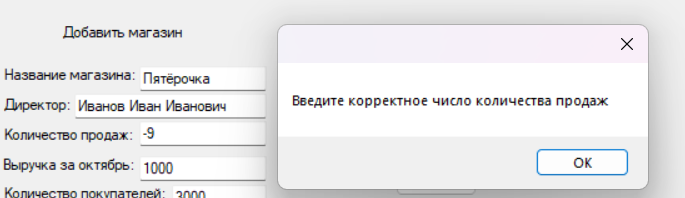 Добавить магазин
Название магазина: Пятёрочка
Директор: Иванов Иван Иванович
Количество продаж: -9
Выручка за октябрь: 1000
Количество покупателей: 3000
Введите корректное число количества продаж
OK